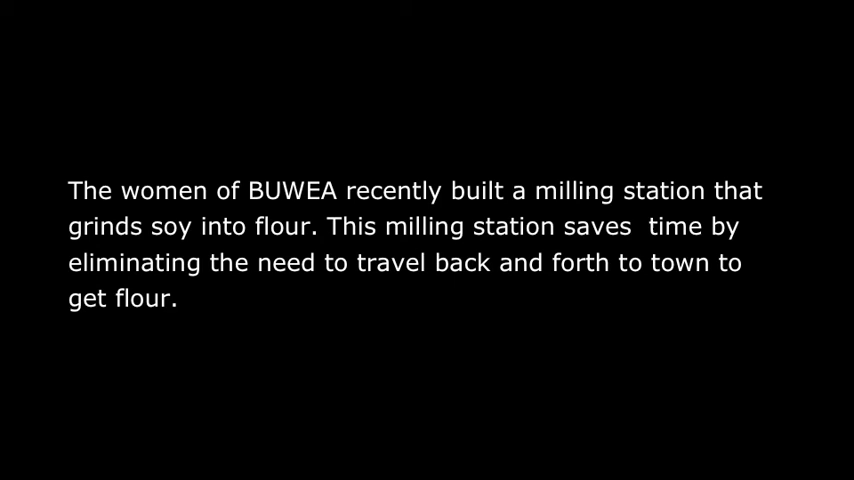 The women of BUWEA recently built a milling station that
grinds soy into flour. This milling station saves  time by
eliminating the need to travel back and forth to town to
get flour.